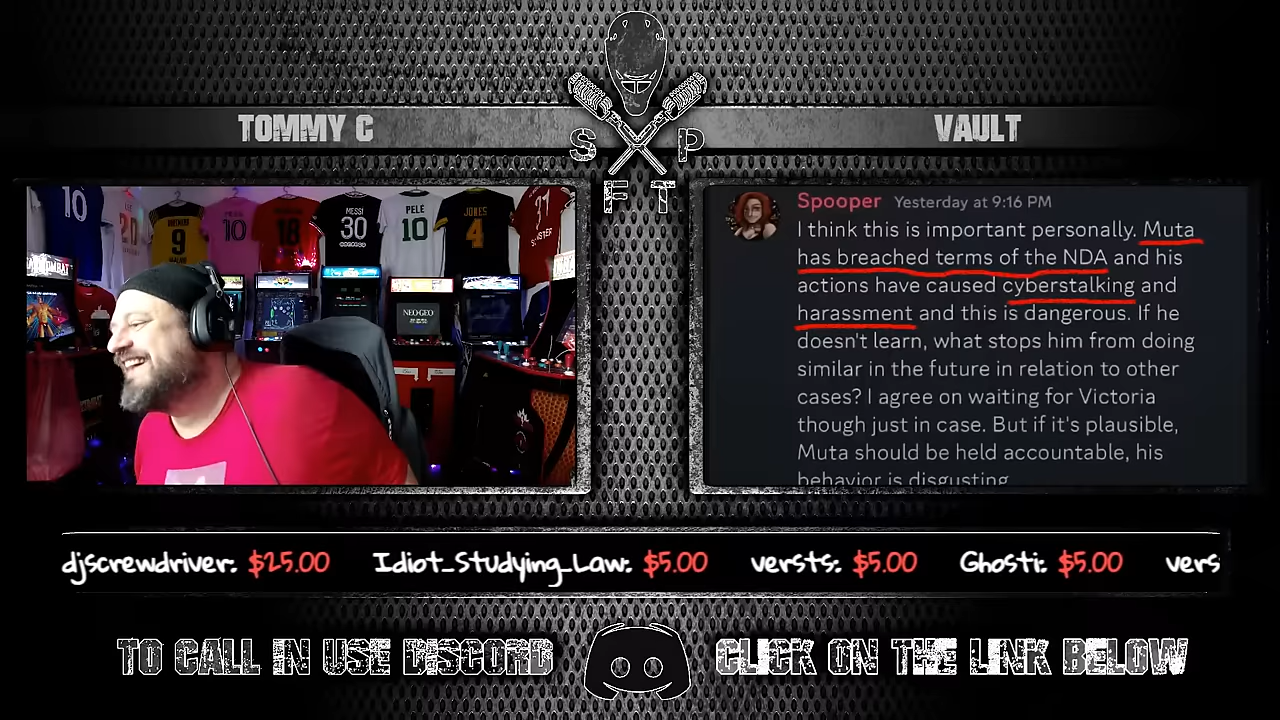 TOMMY C
VAULT
S P
F T
10
20
9
10
18
MESSI
30
PELÉ
10
JONES
4
NEO·GEO
Spooper Yesterday at 9:16 PM
I think this is important personally. Muta
has breached terms of the NDA and his
actions have caused cyberstalking and
harassment and this is dangerous. If he
doesn't learn, what stops him from doing
similar in the future in relation to other
cases? I agree on waiting for Victoria
though just in case. But if it's plausible,
Muta should be held accountable, his
behavior is disgusting
djscrewdriver: $25.00 Idiot_Studying_Law: $5.00 versts: $5.00 Ghosti: $5.00 vers
TO CALL IN USE DISCORD CLICK ON THE LINK BELOW